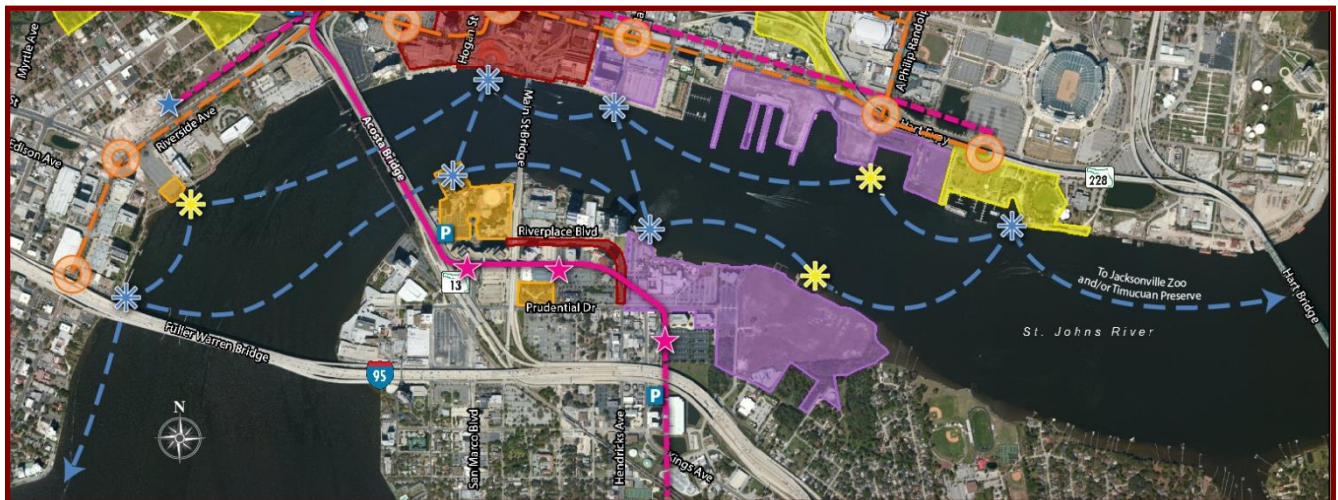 Myrtle Ave
Hogan St
A Philip Randolp
Riverside Ave
Edison Ave
Acosta Bridge
Main St Bridge
Hart Expy
228
P
Riverplace Blvd
13
Prudential Dr
To Jacksonville Zoo
and/or Timucuan Preserve
Hart Bridge
St. Johns River
Fuller Warren Bridge
95
N
P
San Marco Blvd
Hendricks Ave
Kings Ave